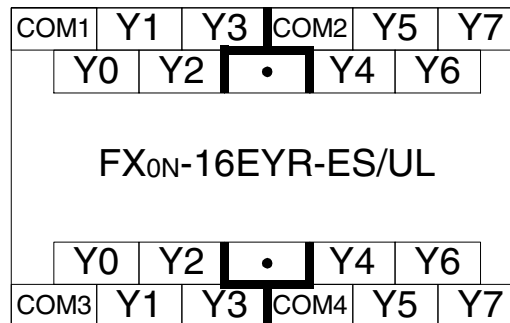 COM1 Y1 Y3 COM2 Y5 Y7
Y0 Y2 • Y4 Y6
FX0N-16EYR-ES/UL
Y0 Y2 • Y4 Y6
COM3 Y1 Y3 COM4 Y5 Y7